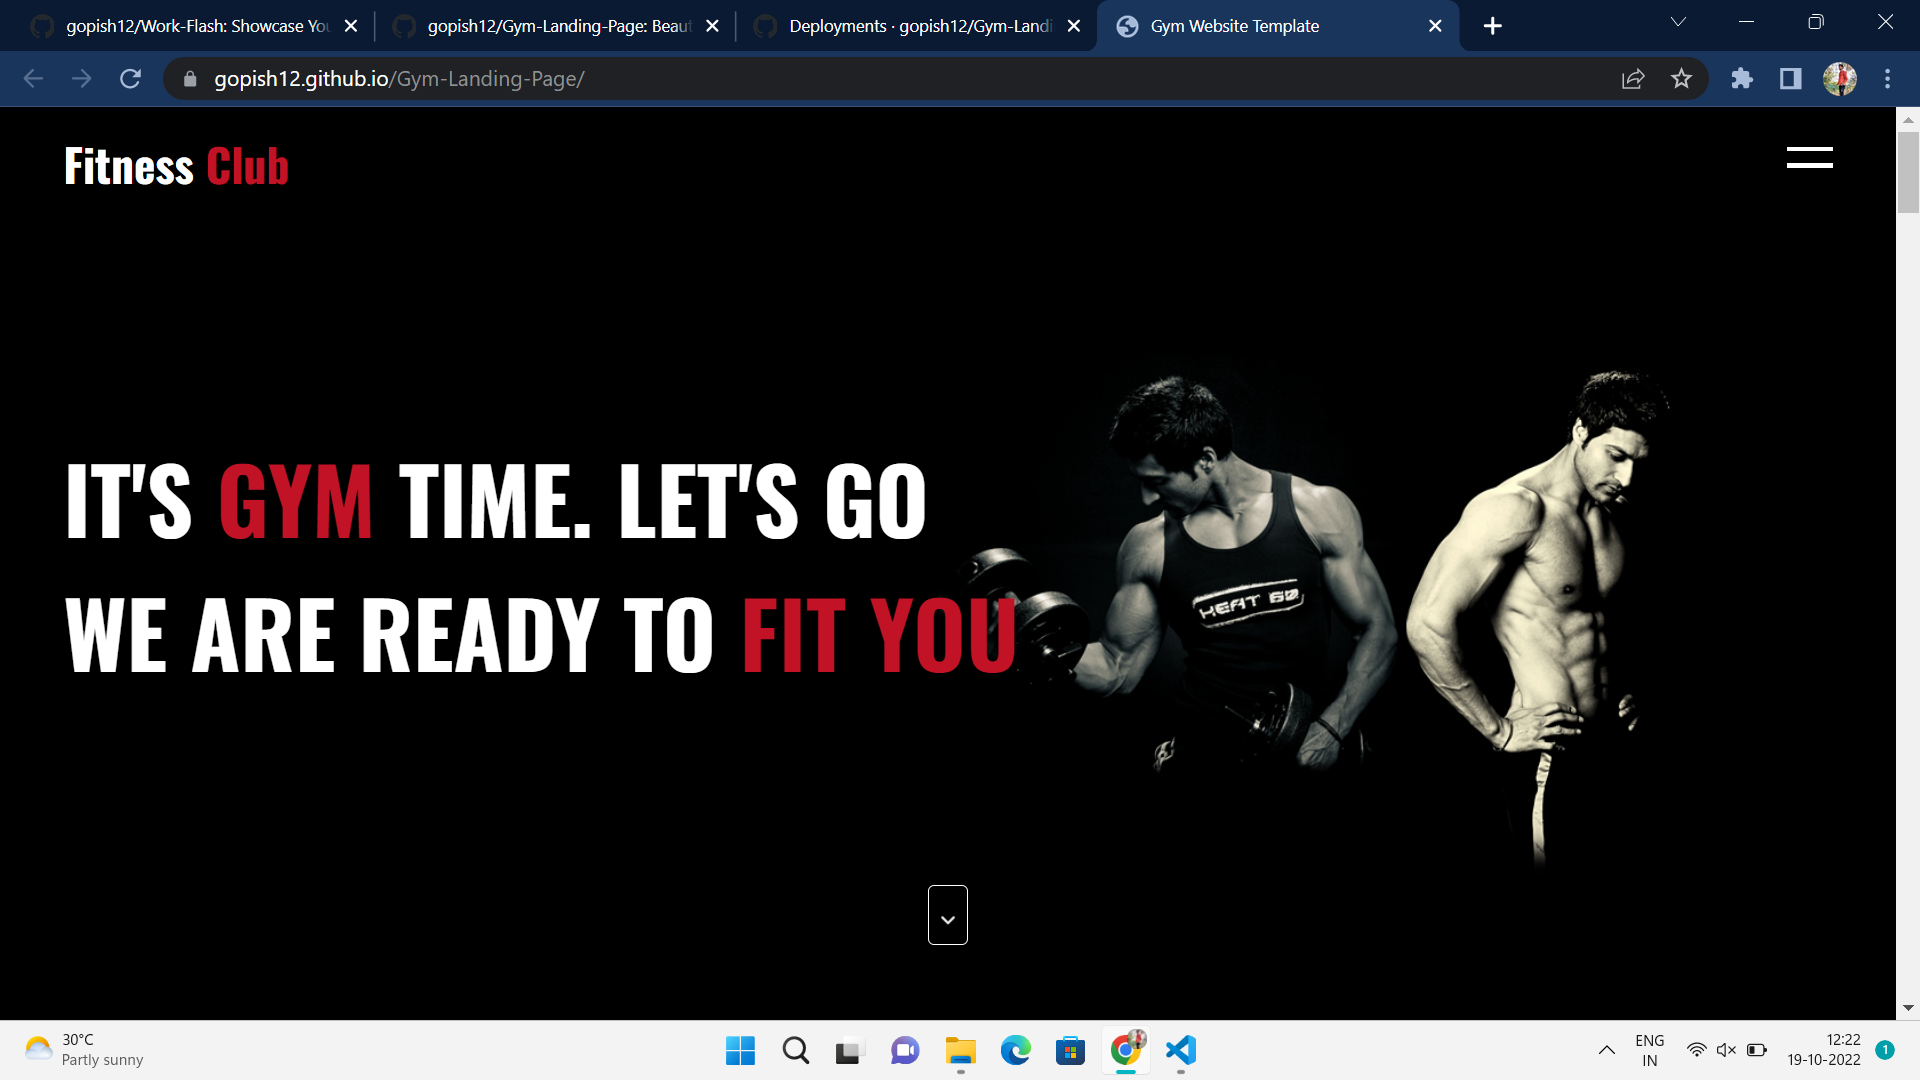 gopish12/Work-Flash: Showcase You
gopish12/Gym-Landing-Page: Beaut
Deployments · gopish12/Gym-Landi
Gym Website Template
gopish12.github.io/Gym-Landing-Page/
Fitness Club
IT'S GYM TIME. LET'S GO
WE ARE READY TO FIT YOU
HEAT 60
30°C
Partly sunny
ENG
IN
12:22
19-10-2022
1